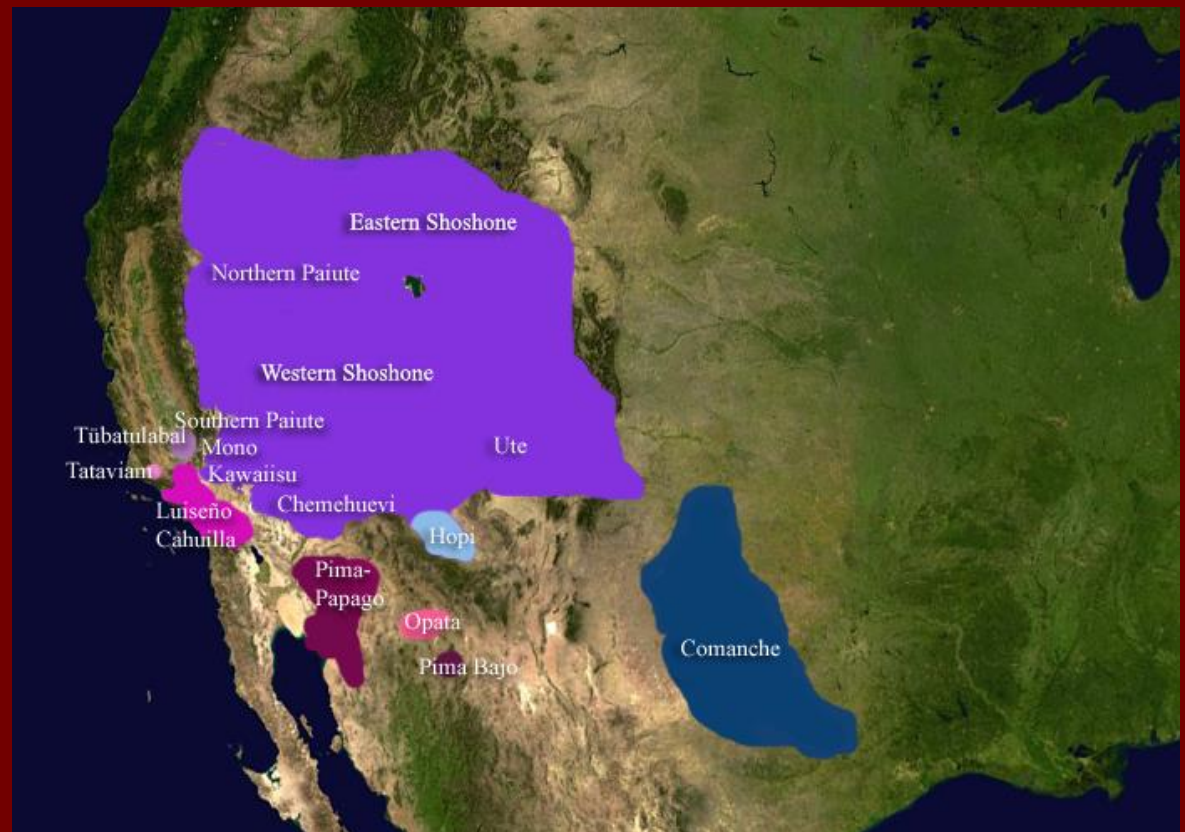 Eastern Shoshone
Northern Paiute
Western Shoshone
Southern Paiute
Tübatulabal
Mono
Ute
Tataviam
Kawaiisu
Chemehuevi
Luiseño
Cahuilla
Hopi
Pima-
Papago
Opata
Comanche
Pima Bajo